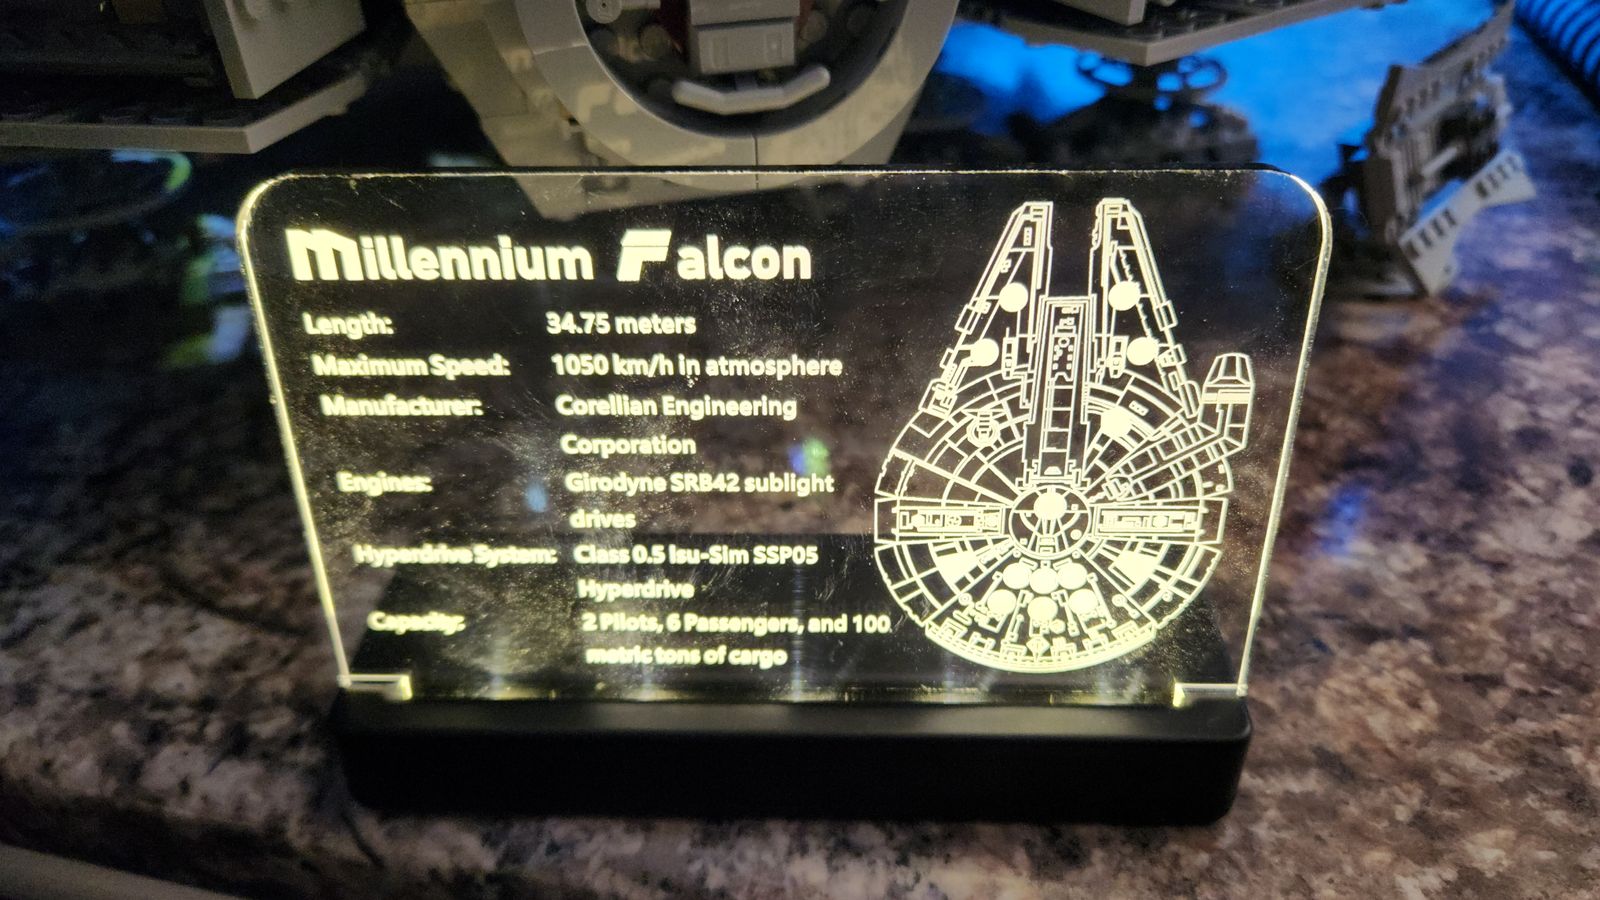 Millennium Falcon
Length: 34.75 meters
Maximum Speed: 1050 km/h in atmosphere
Manufacturer: Corellian Engineering
Corporation
Engines: Girodyne SRB42 sublight
drives
Hyperdrive System: Class 0.5 Isu-Sim SSP05
Hyperdrive
Capacity: 2 Pilots, 6 Passengers, and 100
metric tons of cargo